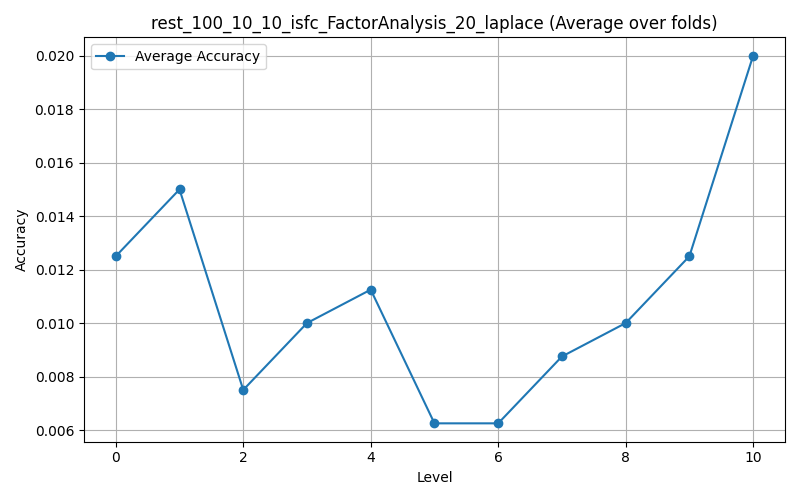 rest_100_10_10_isfc_FactorAnalysis_20_laplace (Average over folds)
Average Accuracy
0.020
0.018
0.016
0.014
0.012
0.010
0.008
0.006
Accuracy
0 2 4 6 8 10
Level